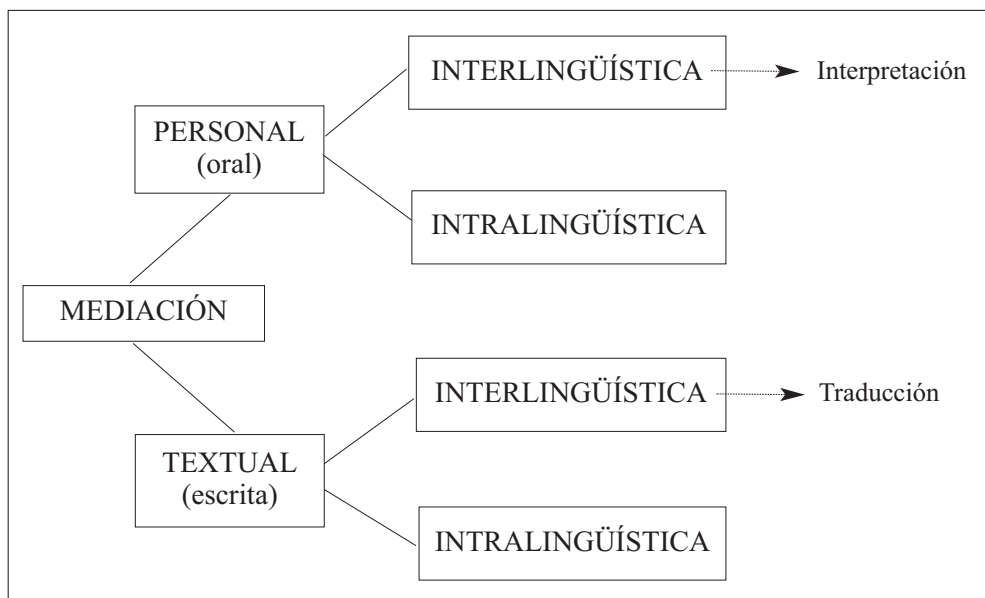 INTERLINGÜÍSTICA
Interpretación
PERSONAL
(oral)
INTRALINGÜÍSTICA
MEDIACIÓN
INTERLINGÜÍSTICA
Traducción
TEXTUAL
(escrita)
INTRALINGÜÍSTICA